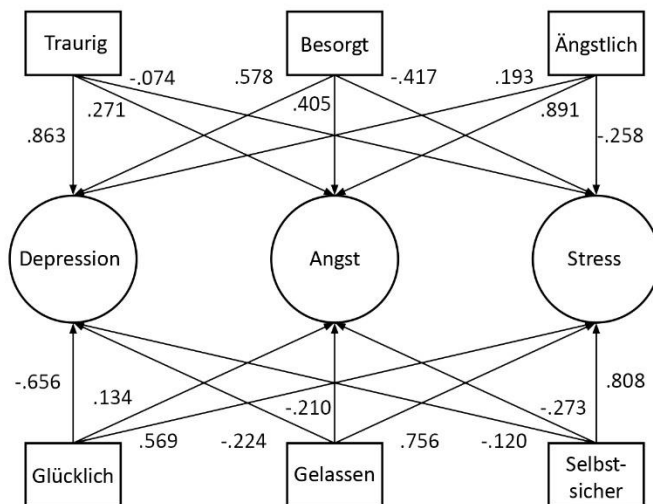 Traurig
Besorgt
Ängstlich
-.074
.578
-.417
.193
.271
.405
.891
.863
-.258
Depression
Angst
Stress
-.656
.134
-.210
-.273
.808
.569
-.224
.756
-.120
Glücklich
Gelassen
Selbst-
sicher